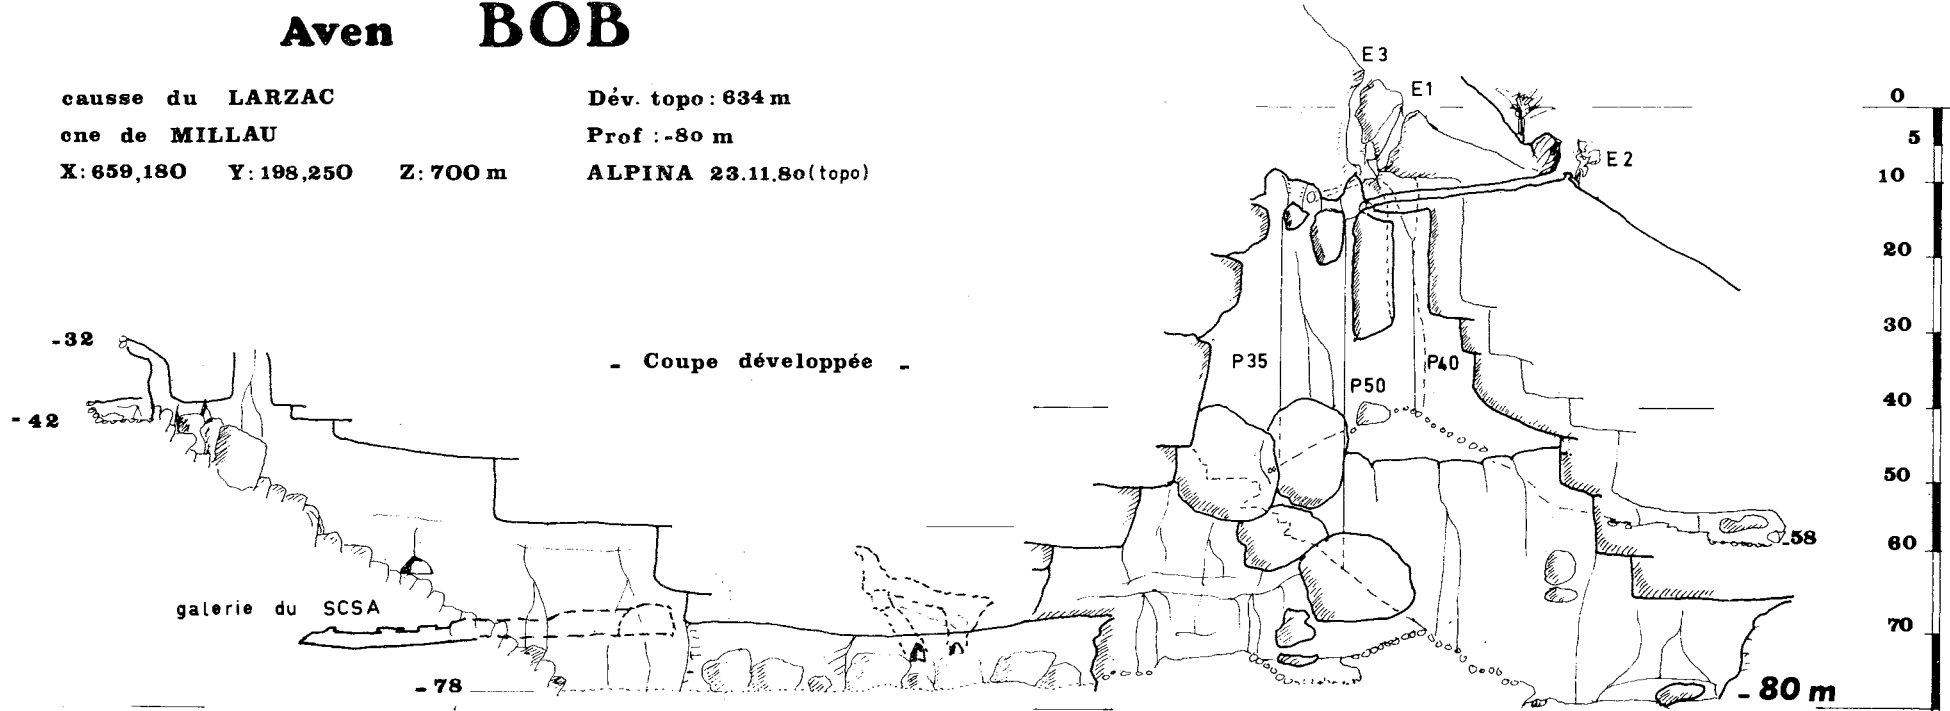 Aven BOB
causse du LARZAC
cne de MILLAU
X: 659,180 Y: 198,250 Z: 700 m
Dév. topo : 634 m
Prof : -80 m
ALPINA 23.11.80 (topo)
- Coupe développée -
-32
-42
galerie du SCSA
-78
E3
E1
E2
P35
P50
P40
-58
-80 m
0
5
10
20
30
40
50
60
70